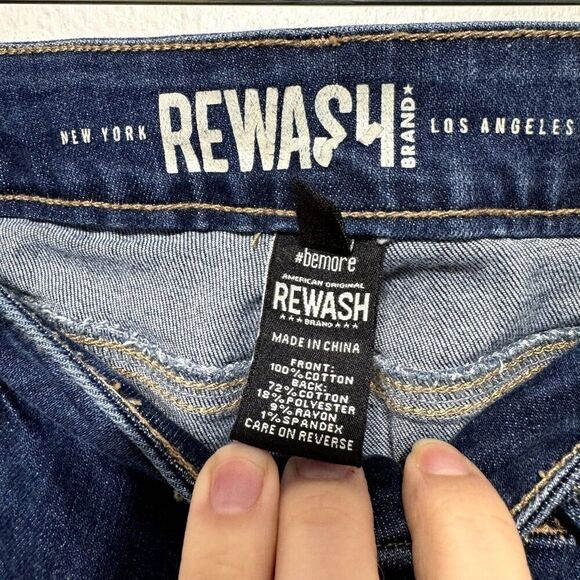 NEW YORK REWASH BRAND★ LOS ANGELES
#bemore
AMERICAN ORIGINAL
REWASH
★★★ BRAND ★★★
MADE IN CHINA
FRONT:
100%COTTON
BACK:
72%COTTON
18%POLYESTER
9%RAYON
1%SPANDEX
CARE ON REVERSE